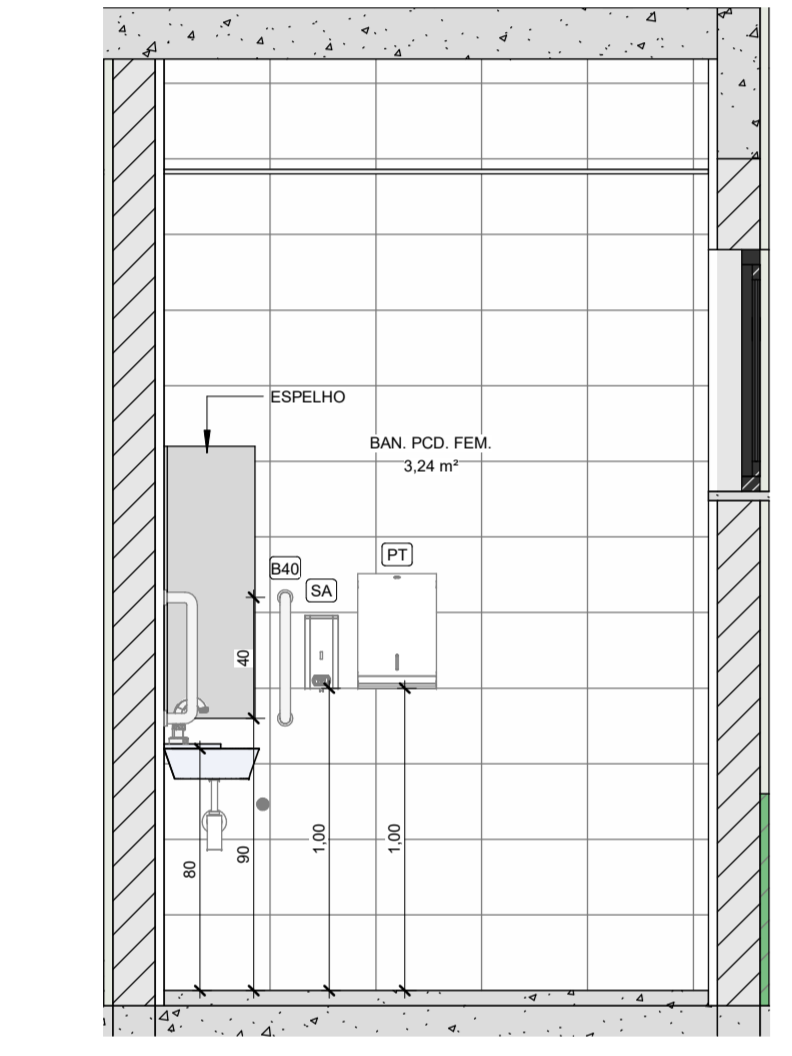 ESPELHO
BAN. PCD. FEM.
3,24 m²
PT
B40
SA
40
1,00
1,00
90
80